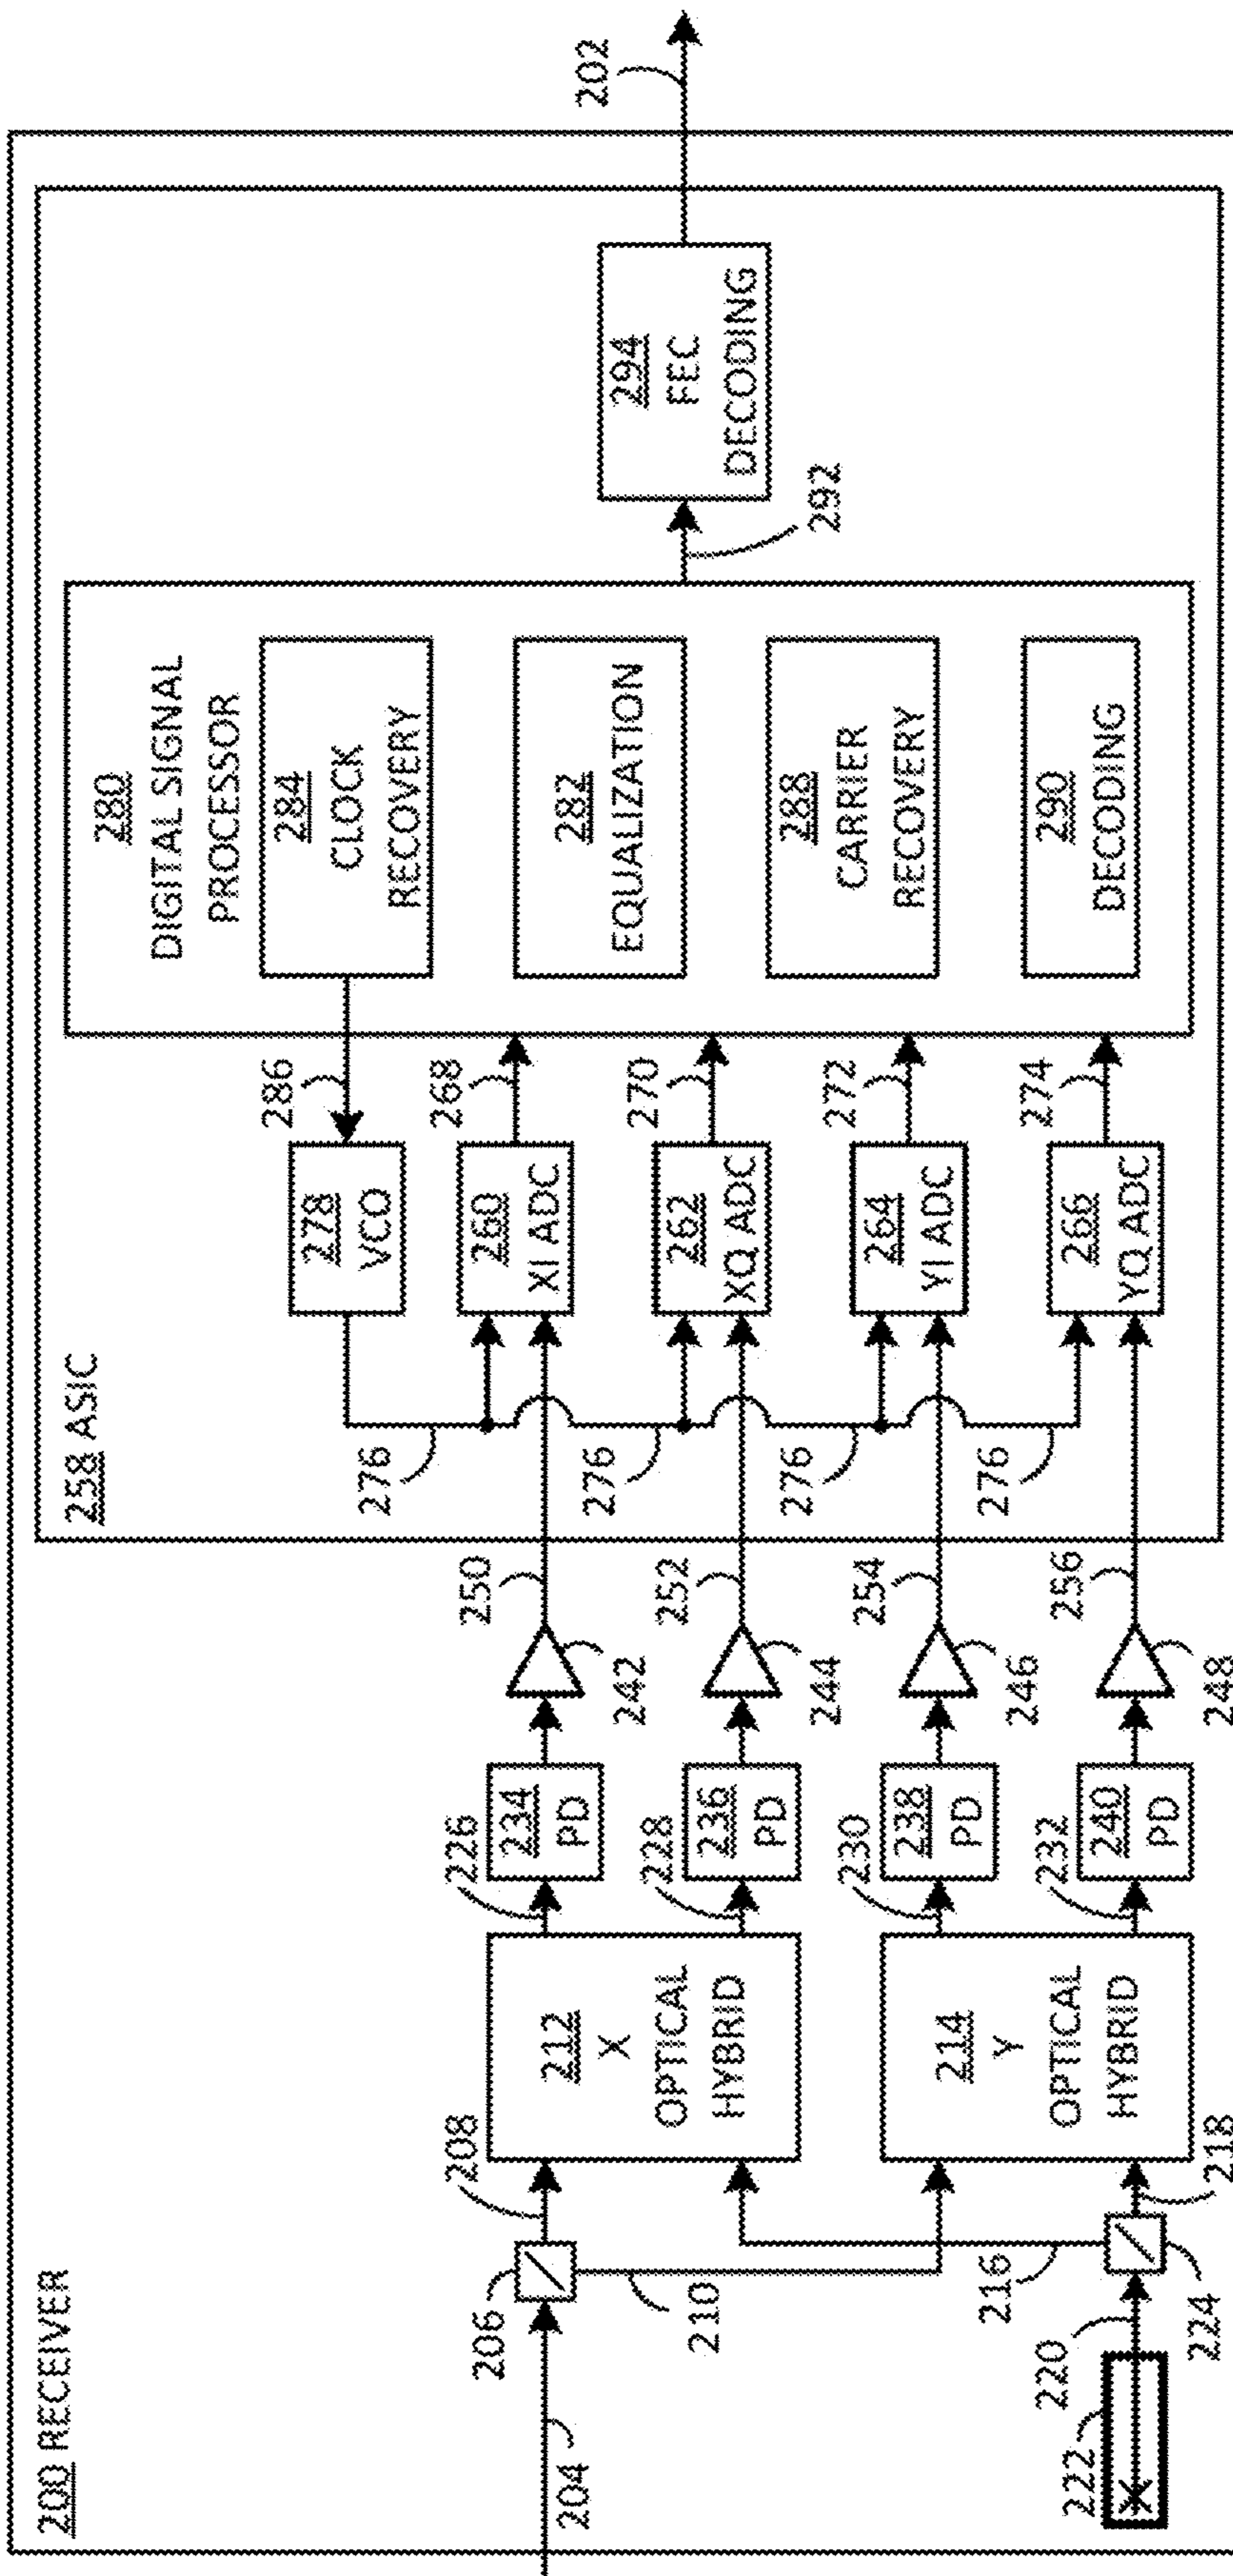 200 RECEIVER
204
206
208
210
212
X
OPTICAL
HYBRID
214
Y
OPTICAL
HYBRID
216
218
220
222
224
226
228
230
232
234
PD
236
PD
238
PD
240
PD
242
244
246
248
250
252
254
256
258 ASIC
276
276
276
276
278
VCO
260
XI ADC
262
XQ ADC
264
YI ADC
266
YQ ADC
286
268
270
272
274
280
DIGITAL SIGNAL
PROCESSOR
284
CLOCK
RECOVERY
282
EQUALIZATION
288
CARRIER
RECOVERY
290
DECODING
292
294
FEC
DECODING
202